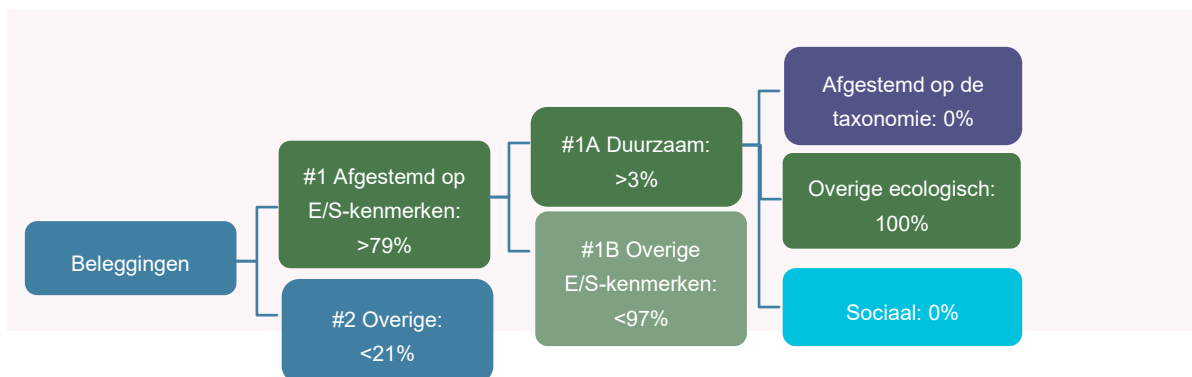 Beleggingen
#1 Afgestemd op
E/S-kenmerken:
>79%
#2 Overige:
<21%
#1A Duurzaam:
>3%
#1B Overige
E/S-kenmerken:
<97%
Afgestemd op de
taxonomie: 0%
Overige ecologisch:
100%
Sociaal: 0%